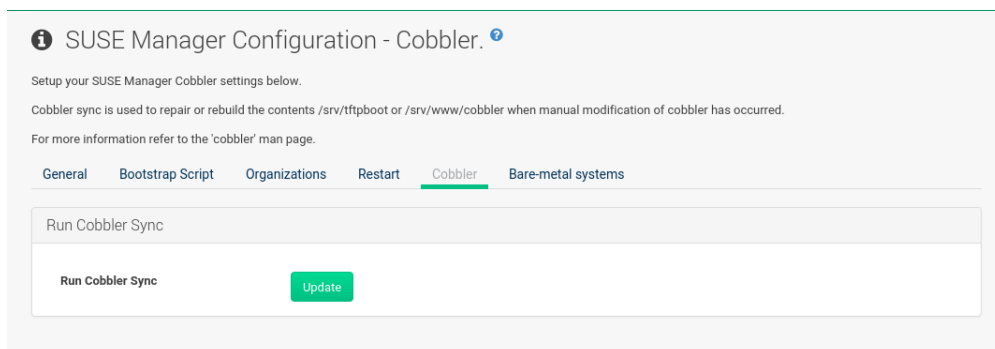 SUSE Manager Configuration - Cobbler.
Setup your SUSE Manager Cobbler settings below.
Cobbler sync is used to repair or rebuild the contents /srv/tftpboot or /srv/www/cobbler when manual modification of cobbler has occurred.
For more information refer to the 'cobbler' man page.
General Bootstrap Script Organizations Restart Cobbler Bare-metal systems
Run Cobbler Sync
Run Cobbler Sync Update